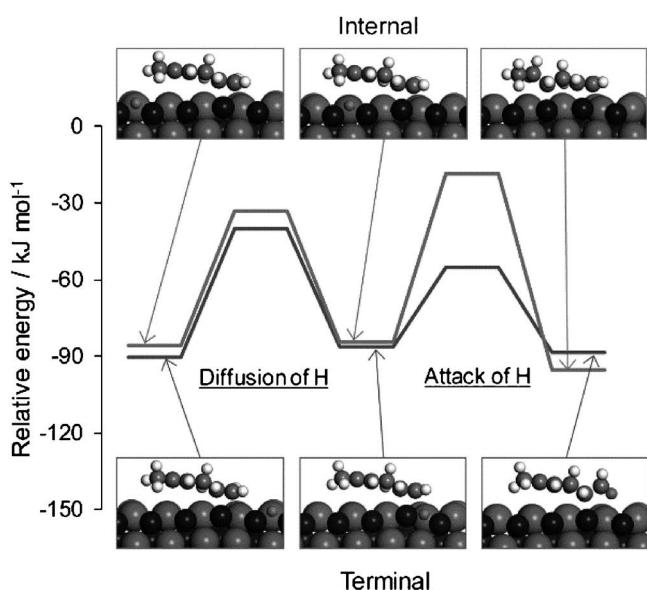 Internal
0
-30
-60
-90
-120
-150
Relative energy / kJ mol⁻¹
Diffusion of H
Attack of H
Terminal